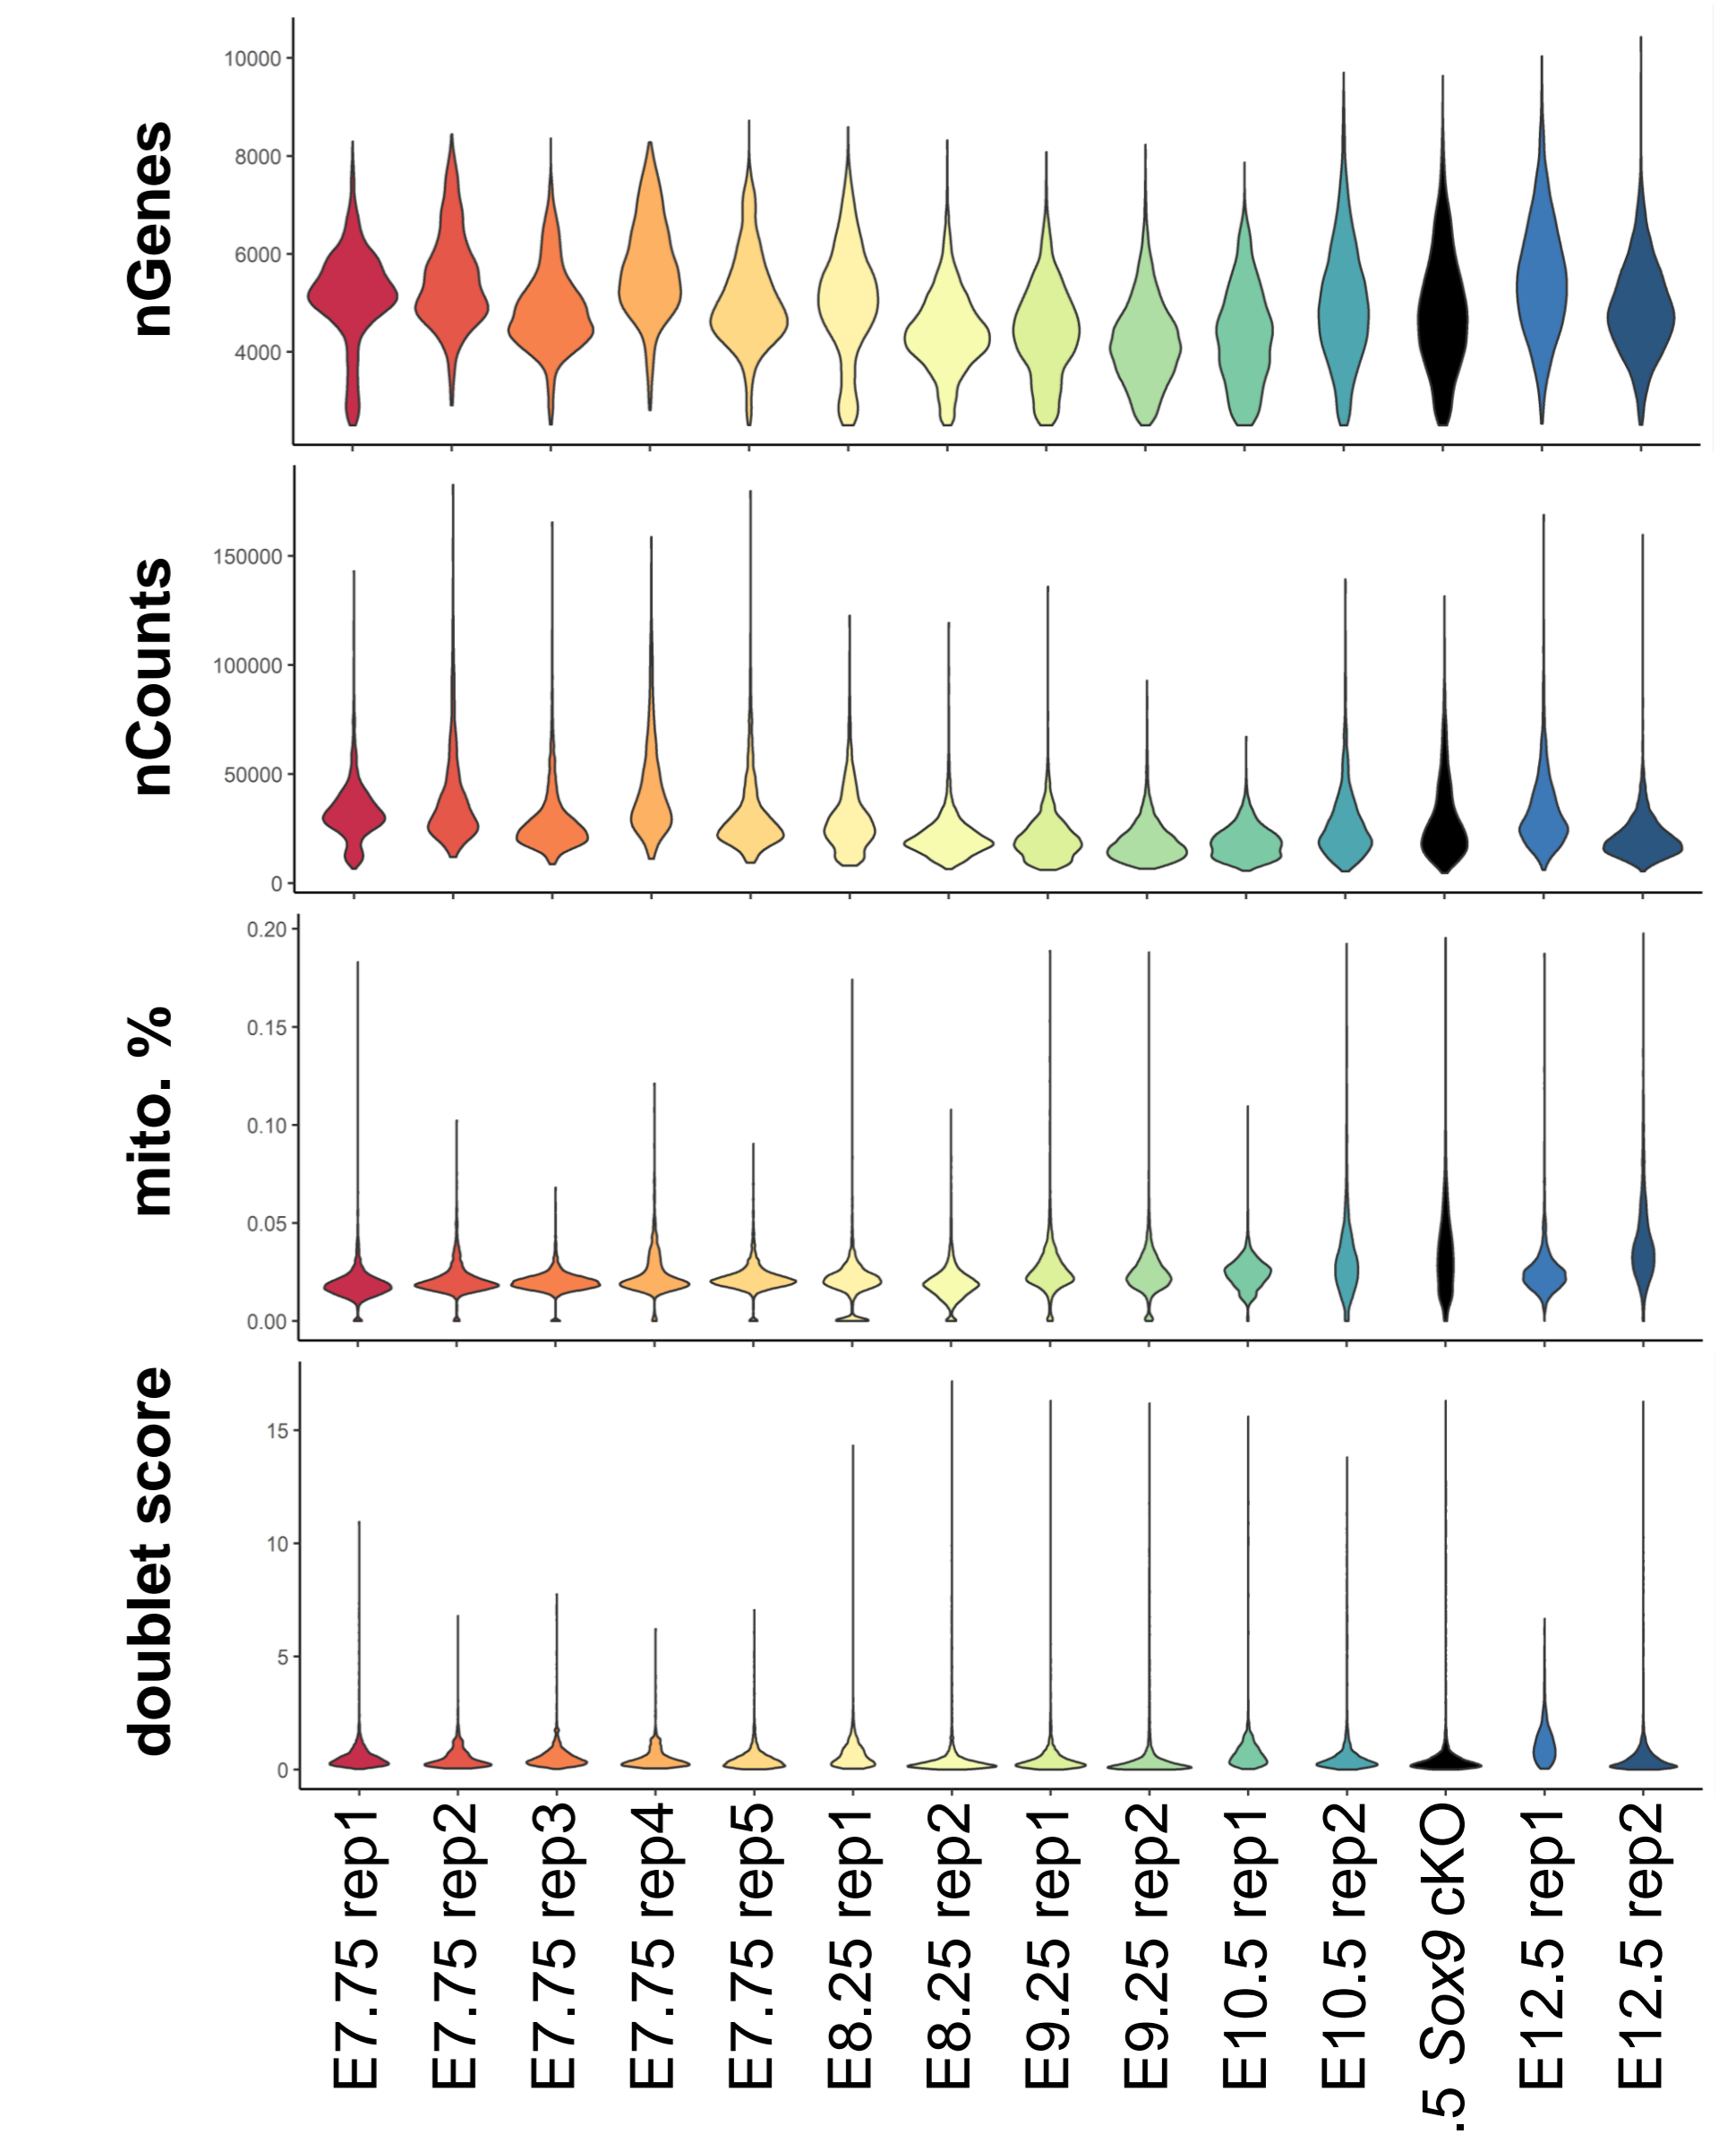 nGenes
10000
8000
6000
4000
nCounts
150000
100000
50000
0
mito. %
0.20
0.15
0.10
0.05
0.00
doublet score
15
10
5
0
E7.75 rep1
E7.75 rep2
E7.75 rep3
E7.75 rep4
E7.75 rep5
E8.25 rep1
E8.25 rep2
E9.25 rep1
E9.25 rep2
E10.5 rep1
E10.5 rep2
.5 Sox9 cKO
E12.5 rep1
E12.5 rep2